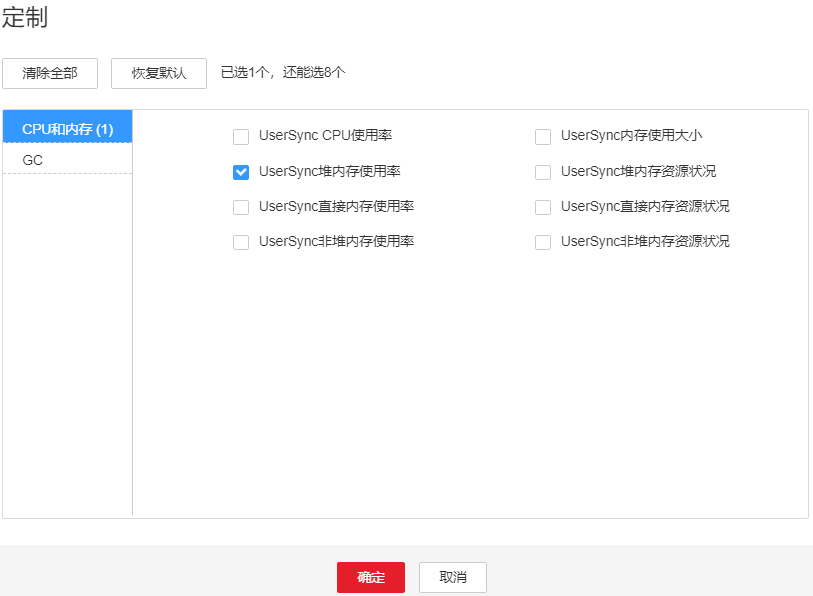 定制
清除全部 恢复默认 已选1个，还能选8个
CPU和内存 (1)
GC
UserSync CPU使用率 UserSync内存使用大小
UserSync堆内存使用率 UserSync堆内存资源状况
UserSync直接内存使用率 UserSync直接内存资源状况
UserSync非堆内存使用率 UserSync非堆内存资源状况
确定 取消